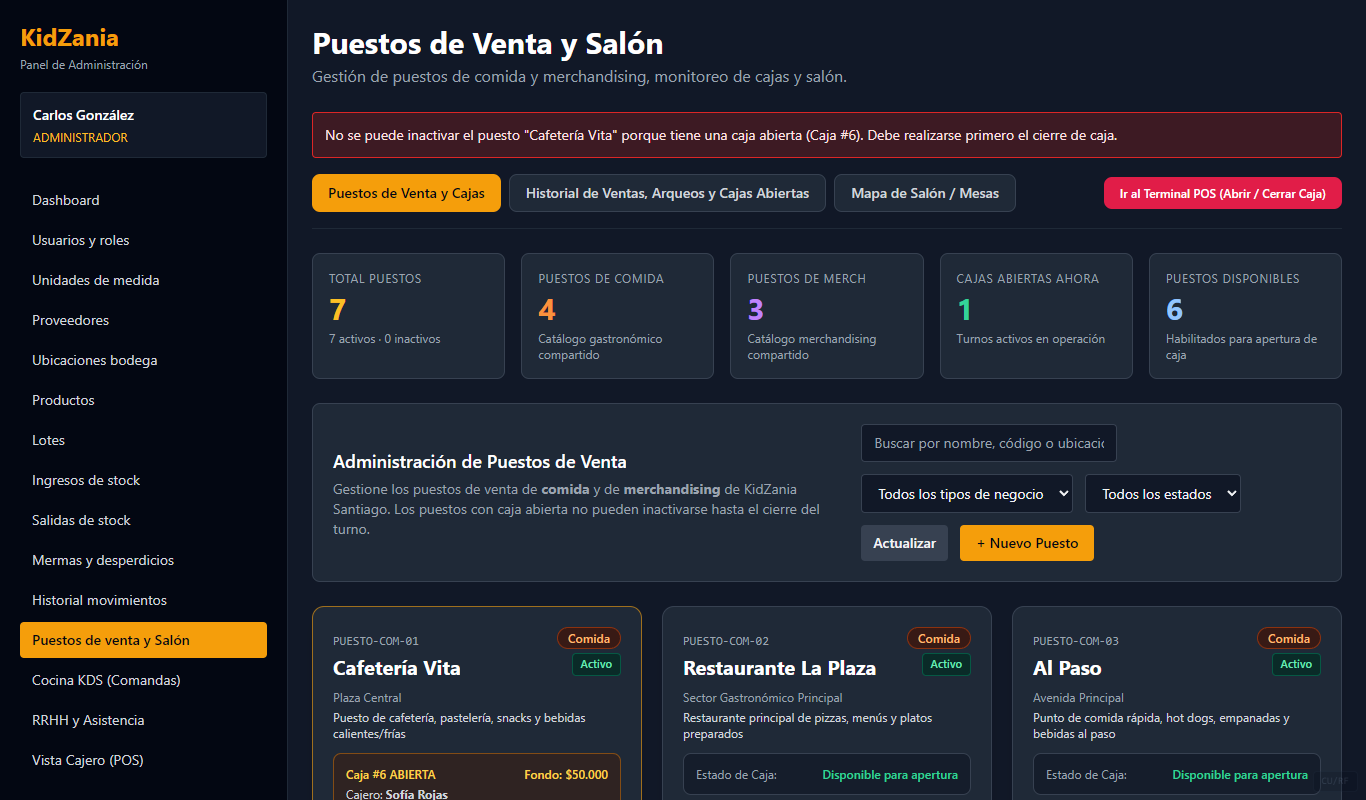 KidZania
Panel de Administración
Carlos González
ADMINISTRADOR
Dashboard
Usuarios y roles
Unidades de medida
Proveedores
Ubicaciones bodega
Productos
Lotes
Ingresos de stock
Salidas de stock
Mermas y desperdicios
Historial movimientos
Puestos de venta y Salón
Cocina KDS (Comandas)
RRHH y Asistencia
Vista Cajero (POS)
Puestos de Venta y Salón
Gestión de puestos de comida y merchandising, monitoreo de cajas y salón.
No se puede inactivar el puesto "Cafetería Vita" porque tiene una caja abierta (Caja #6). Debe realizarse primero el cierre de caja.
Puestos de Venta y Cajas
Historial de Ventas, Arqueos y Cajas Abiertas
Mapa de Salón / Mesas
Ir al Terminal POS (Abrir / Cerrar Caja)
TOTAL PUESTOS
7
7 activos · 0 inactivos
PUESTOS DE COMIDA
4
Catálogo gastronómico
compartido
PUESTOS DE MERCH
3
Catálogo merchandising
compartido
CAJAS ABIERTAS AHORA
1
Turnos activos en operación
PUESTOS DISPONIBLES
6
Habilitados para apertura de
caja
Administración de Puestos de Venta
Gestione los puestos de venta de comida y de merchandising de KidZania
Santiago. Los puestos con caja abierta no pueden inactivarse hasta el cierre del
turno.
Buscar por nombre, código o ubicació
Todos los tipos de negocio
Todos los estados
Actualizar
+ Nuevo Puesto
PUESTO-COM-01
Comida
Cafetería Vita
Activo
Plaza Central
Puesto de cafetería, pastelería, snacks y bebidas
calientes/frías
Caja #6 ABIERTA
Fondo: $50.000
Cajero: Sofía Rojas
PUESTO-COM-02
Comida
Restaurante La Plaza
Activo
Sector Gastronómico Principal
Restaurante principal de pizzas, menús y platos
preparados
Estado de Caja:
Disponible para apertura
PUESTO-COM-03
Comida
Al Paso
Activo
Avenida Principal
Punto de comida rápida, hot dogs, empanadas y
bebidas al paso
Estado de Caja:
Disponible para apertura